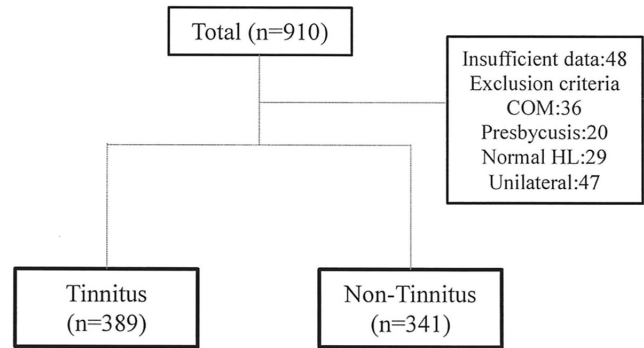 Total (n=910)
Insufficient data:48
Exclusion criteria
COM:36
Presbycusis:20
Normal HL:29
Unilateral:47
Tinnitus
(n=389)
Non-Tinnitus
(n=341)